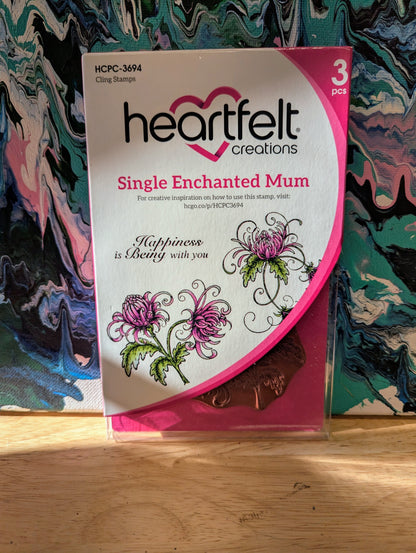 HCPC-3694
Cling Stamps
3
pcs
heartfelt®
creations
Single Enchanted Mum
For creative inspiration on how to use this stamp, visit:
hcgo.co/p/HCPC3694
Happiness
is Being with you